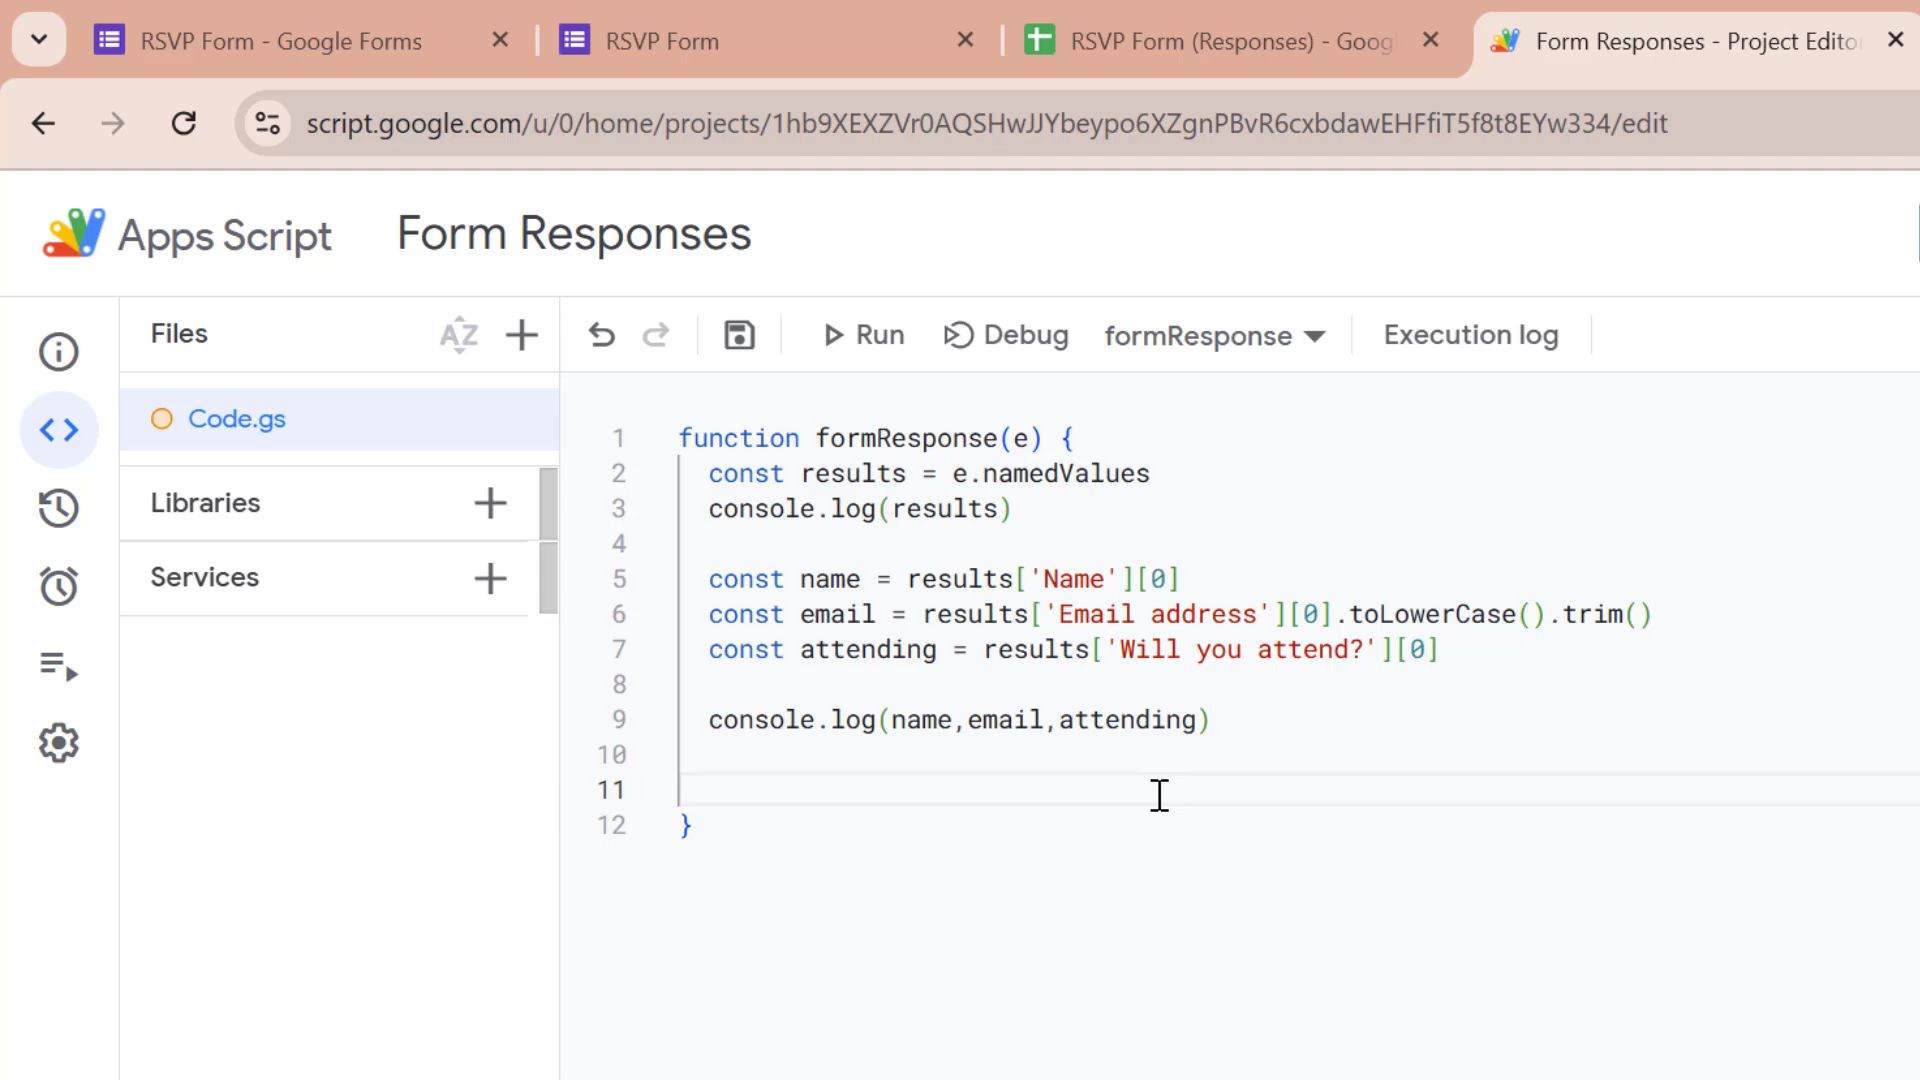 RSVP Form - Google Forms
RSVP Form
RSVP Form (Responses) - Goog
Form Responses - Project Edito
script.google.com/u/0/home/projects/1hb9XEXZVr0AQSHwJJYbeypo6XZgnPBvR6cxbdawEHFfiT5f8t8EYw334/edit
Apps Script
Form Responses
Files
AZ
Run
Debug
formResponse
Execution log
Code.gs
Libraries
Services
1 function formResponse(e) {
2 const results = e.namedValues
3 console.log(results)
4
5 const name = results['Name'][0]
6 const email = results['Email address'][0].toLowerCase().trim()
7 const attending = results['Will you attend?'][0]
8
9 console.log(name,email,attending)
10
11
12 }